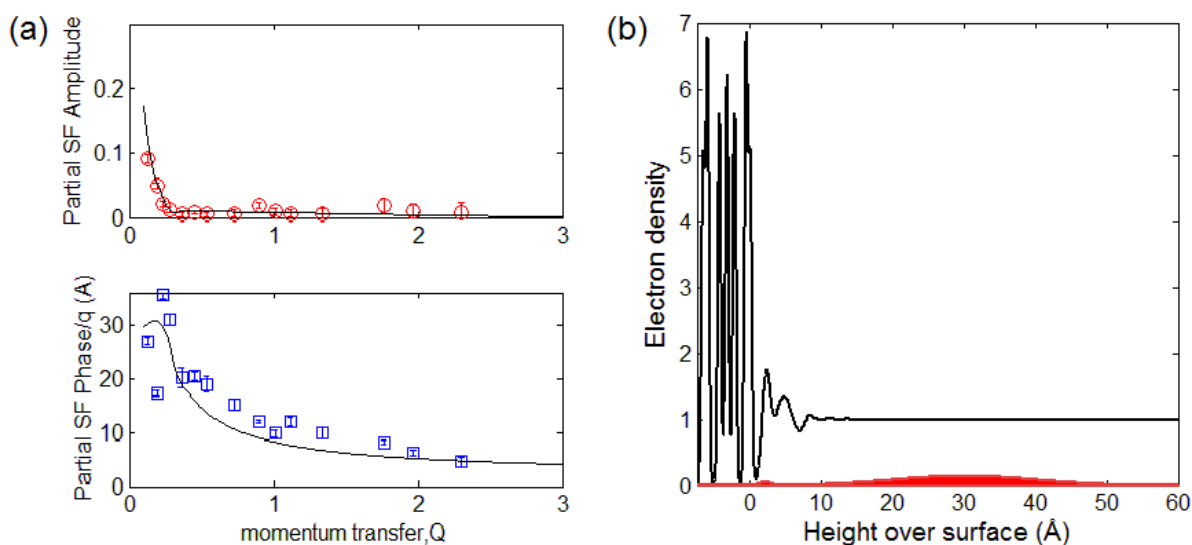 (a)
Partial SF Amplitude
0.2
0.1
0
0 1 2 3
Partial SF Phase/q (A)
30
20
10
0
0 1 2 3
momentum transfer,Q
(b)
Electron density
7
6
5
4
3
2
1
0
0 10 20 30 40 50 60
Height over surface (Å)